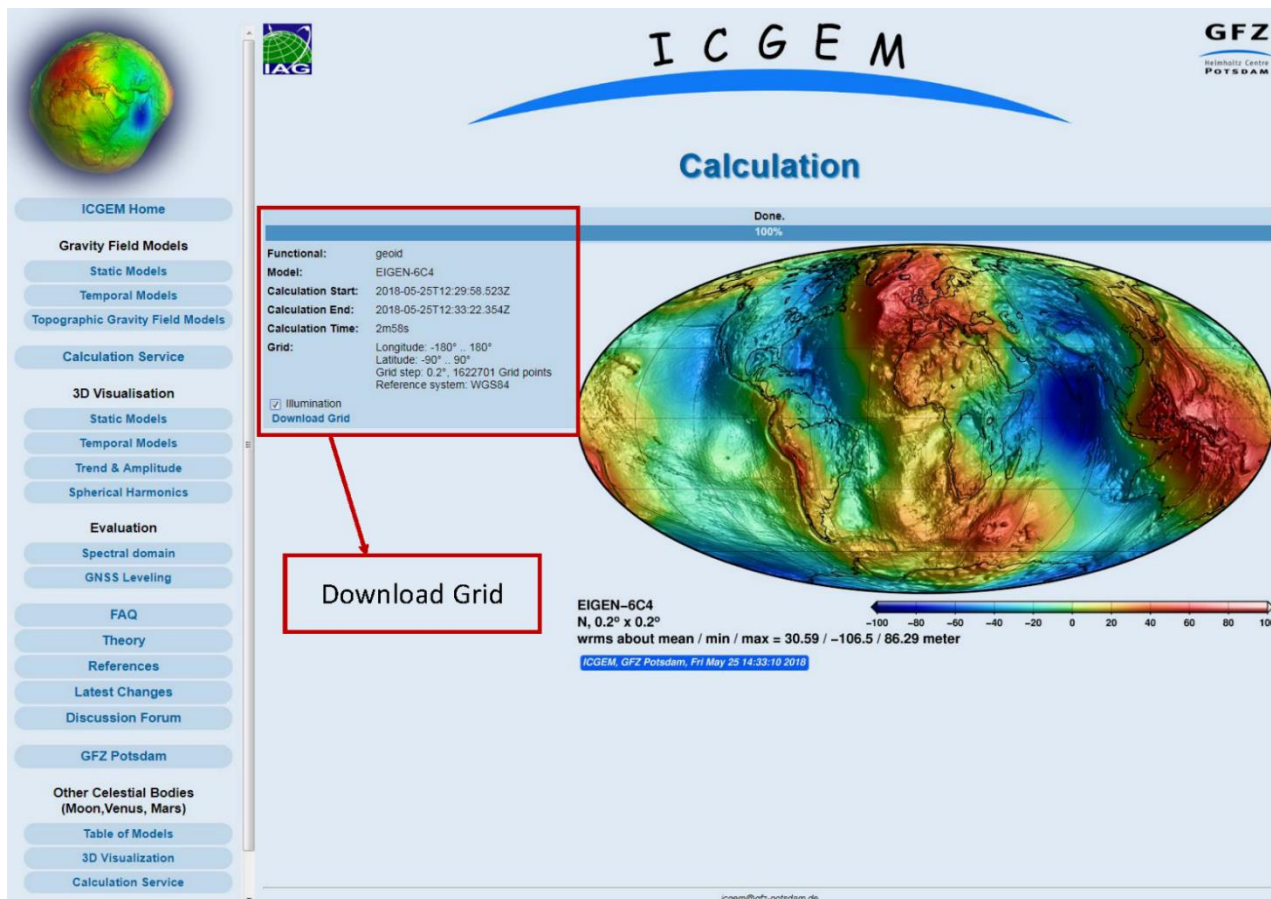 IAG
I C G E M
GFZ
Helmholtz Centre
POTSDAM
Calculation
ICGEM Home
Gravity Field Models
Static Models
Temporal Models
Topographic Gravity Field Models
Calculation Service
3D Visualisation
Static Models
Temporal Models
Trend & Amplitude
Spherical Harmonics
Evaluation
Spectral domain
GNSS Leveling
FAQ
Theory
References
Latest Changes
Discussion Forum
GFZ Potsdam
Other Celestial Bodies
(Moon,Venus, Mars)
Table of Models
3D Visualization
Calculation Service
Done.
100%
Functional: geoid
Model: EIGEN-6C4
Calculation Start: 2018-05-25T12:29:58.523Z
Calculation End: 2018-05-25T12:33:22.354Z
Calculation Time: 2m58s
Grid: Longitude: -180° .. 180°
Latitude: -90° .. 90°
Grid step: 0.2°, 1622701 Grid points
Reference system: WGS84
Illumination
Download Grid
Download Grid
EIGEN−6C4
N, 0.2° x 0.2°
wrms about mean / min / max = 30.59 / −106.5 / 86.29 meter
−100 −80 −60 −40 −20 0 20 40 60 80 100
ICGEM, GFZ Potsdam, Fri May 25 14:33:10 2018
icgem@gfz-potsdam.de